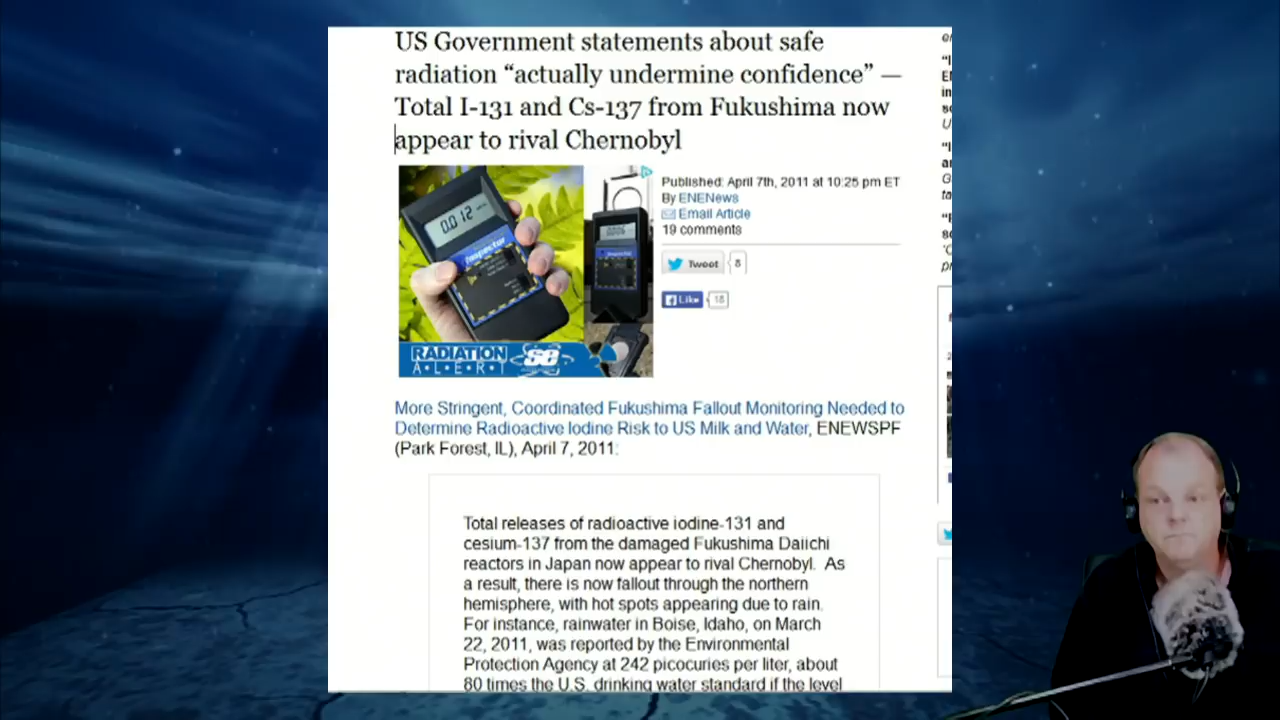 US Government statements about safe
radiation “actually undermine confidence” —
Total I-131 and Cs-137 from Fukushima now
appear to rival Chernobyl
0.012
Inspector
RADIATION
A•L•E•R•T
se
Published: April 7th, 2011 at 10:25 pm ET
By ENENews
Email Article
19 comments
Tweet 8
Like 18
More Stringent, Coordinated Fukushima Fallout Monitoring Needed to
Determine Radioactive Iodine Risk to US Milk and Water, ENEWSPF
(Park Forest, IL), April 7, 2011:
Total releases of radioactive iodine-131 and
cesium-137 from the damaged Fukushima Daiichi
reactors in Japan now appear to rival Chernobyl. As
a result, there is now fallout through the northern
hemisphere, with hot spots appearing due to rain.
For instance, rainwater in Boise, Idaho, on March
22, 2011, was reported by the Environmental
Protection Agency at 242 picocuries per liter, about
80 times the U.S. drinking water standard if the level